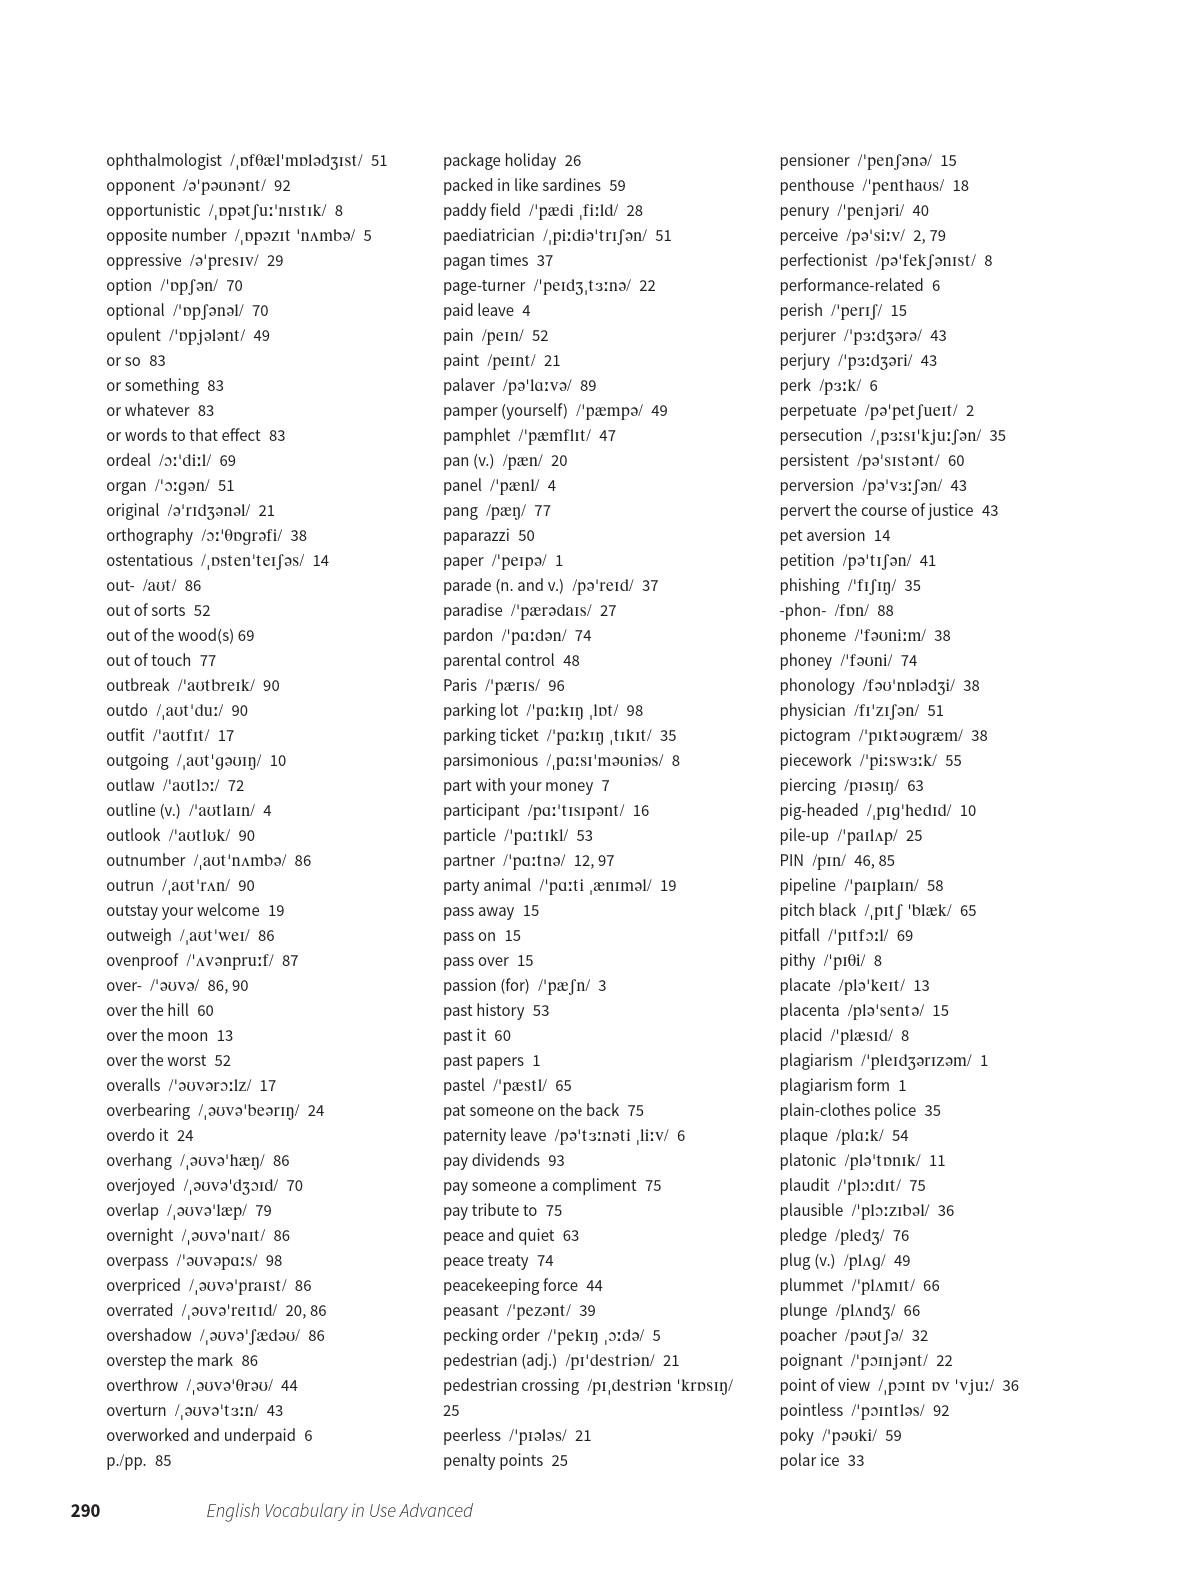 ophthalmologist /ˌɒfθælˈmɒlədʒɪst/ 51
opponent /əˈpəʊnənt/ 92
opportunistic /ˌɒpətʃuːˈnɪstɪk/ 8
opposite number /ˌɒpəzɪt ˈnʌmbə/ 5
oppressive /əˈpresɪv/ 29
option /ˈɒpʃən/ 70
optional /ˈɒpʃənəl/ 70
opulent /ˈɒpjələnt/ 49
or so 83
or something 83
or whatever 83
or words to that effect 83
ordeal /ɔːˈdiːl/ 69
organ /ˈɔːgən/ 51
original /əˈrɪdʒənəl/ 21
orthography /ɔːˈθɒgrəfi/ 38
ostentatious /ˌɒstenˈteɪʃəs/ 14
out- /aʊt/ 86
out of sorts 52
out of the wood(s) 69
out of touch 77
outbreak /ˈaʊtbreɪk/ 90
outdo /ˌaʊtˈduː/ 90
outfit /ˈaʊtfɪt/ 17
outgoing /ˌaʊtˈgəʊɪŋ/ 10
outlaw /ˈaʊtlɔː/ 72
outline (v.) /ˈaʊtlaɪn/ 4
outlook /ˈaʊtlʊk/ 90
outnumber /ˌaʊtˈnʌmbə/ 86
outrun /ˌaʊtˈrʌn/ 90
outstay your welcome 19
outweigh /ˌaʊtˈweɪ/ 86
ovenproof /ˈʌvənpruːf/ 87
over- /ˈəʊvə/ 86, 90
over the hill 60
over the moon 13
over the worst 52
overalls /ˈəʊvərɔːlz/ 17
overbearing /ˌəʊvəˈbeərɪŋ/ 24
overdo it 24
overhang /ˌəʊvəˈhæŋ/ 86
overjoyed /ˌəʊvəˈdʒɔɪd/ 70
overlap /ˌəʊvəˈlæp/ 79
overnight /ˌəʊvəˈnaɪt/ 86
overpass /ˈəʊvəpɑːs/ 98
overpriced /ˌəʊvəˈpraɪst/ 86
overrated /ˌəʊvəˈreɪtɪd/ 20, 86
overshadow /ˌəʊvəˈʃædəʊ/ 86
overstep the mark 86
overthrow /ˌəʊvəˈθrəʊ/ 44
overturn /ˌəʊvəˈtɜːn/ 43
overworked and underpaid 6
p./pp. 85
package holiday 26
packed in like sardines 59
paddy field /ˈpædi ˌfiːld/ 28
paediatrician /ˌpiːdiəˈtrɪʃən/ 51
pagan times 37
page-turner /ˈpeɪdʒˌtɜːnə/ 22
paid leave 4
pain /peɪn/ 52
paint /peɪnt/ 21
palaver /pəˈlɑːvə/ 89
pamper (yourself) /ˈpæmpə/ 49
pamphlet /ˈpæmflɪt/ 47
pan (v.) /pæn/ 20
panel /ˈpænl/ 4
pang /pæŋ/ 77
paparazzi 50
paper /ˈpeɪpə/ 1
parade (n. and v.) /pəˈreɪd/ 37
paradise /ˈpærədaɪs/ 27
pardon /ˈpɑːdən/ 74
parental control 48
Paris /ˈpærɪs/ 96
parking lot /ˈpɑːkɪŋ ˌlɒt/ 98
parking ticket /ˈpɑːkɪŋ ˌtɪkɪt/ 35
parsimonious /ˌpɑːsɪˈməʊniəs/ 8
part with your money 7
participant /pɑːˈtɪsɪpənt/ 16
particle /ˈpɑːtɪkl/ 53
partner /ˈpɑːtnə/ 12, 97
party animal /ˈpɑːti ˌænɪməl/ 19
pass away 15
pass on 15
pass over 15
passion (for) /ˈpæʃn/ 3
past history 53
past it 60
past papers 1
pastel /ˈpæstl/ 65
pat someone on the back 75
paternity leave /pəˈtɜːnəti ˌliːv/ 6
pay dividends 93
pay someone a compliment 75
pay tribute to 75
peace and quiet 63
peace treaty 74
peacekeeping force 44
peasant /ˈpezənt/ 39
pecking order /ˈpekɪŋ ˌɔːdə/ 5
pedestrian (adj.) /pɪˈdestriən/ 21
pedestrian crossing /pɪˌdestriən ˈkrɒsɪŋ/
25
peerless /ˈpɪələs/ 21
penalty points 25
pensioner /ˈpenʃənə/ 15
penthouse /ˈpenthaʊs/ 18
penury /ˈpenjəri/ 40
perceive /pəˈsiːv/ 2, 79
perfectionist /pəˈfekʃənɪst/ 8
performance-related 6
perish /ˈperɪʃ/ 15
perjurer /ˈpɜːdʒərə/ 43
perjury /ˈpɜːdʒəri/ 43
perk /pɜːk/ 6
perpetuate /pəˈpetʃueɪt/ 2
persecution /ˌpɜːsɪˈkjuːʃən/ 35
persistent /pəˈsɪstənt/ 60
perversion /pəˈvɜːʃən/ 43
pervert the course of justice 43
pet aversion 14
petition /pəˈtɪʃən/ 41
phishing /ˈfɪʃɪŋ/ 35
-phon- /fɒn/ 88
phoneme /ˈfəʊniːm/ 38
phoney /ˈfəʊni/ 74
phonology /fəʊˈnɒlədʒi/ 38
physician /fɪˈzɪʃən/ 51
pictogram /ˈpɪktəʊgræm/ 38
piecework /ˈpiːswɜːk/ 55
piercing /pɪəsɪŋ/ 63
pig-headed /ˌpɪgˈhedɪd/ 10
pile-up /ˈpaɪlʌp/ 25
PIN /pɪn/ 46, 85
pipeline /ˈpaɪplaɪn/ 58
pitch black /ˌpɪtʃ ˈblæk/ 65
pitfall /ˈpɪtfɔːl/ 69
pithy /ˈpɪθi/ 8
placate /pləˈkeɪt/ 13
placenta /pləˈsentə/ 15
placid /ˈplæsɪd/ 8
plagiarism /ˈpleɪdʒərɪzəm/ 1
plagiarism form 1
plain-clothes police 35
plaque /plɑːk/ 54
platonic /pləˈtɒnɪk/ 11
plaudit /ˈplɔːdɪt/ 75
plausible /ˈplɔːzɪbəl/ 36
pledge /pledʒ/ 76
plug (v.) /plʌg/ 49
plummet /ˈplʌmɪt/ 66
plunge /plʌndʒ/ 66
poacher /pəʊtʃə/ 32
poignant /ˈpɔɪnjənt/ 22
point of view /ˌpɔɪnt ɒv ˈvjuː/ 36
pointless /ˈpɔɪntləs/ 92
poky /ˈpəʊki/ 59
polar ice 33
290 English Vocabulary in Use Advanced